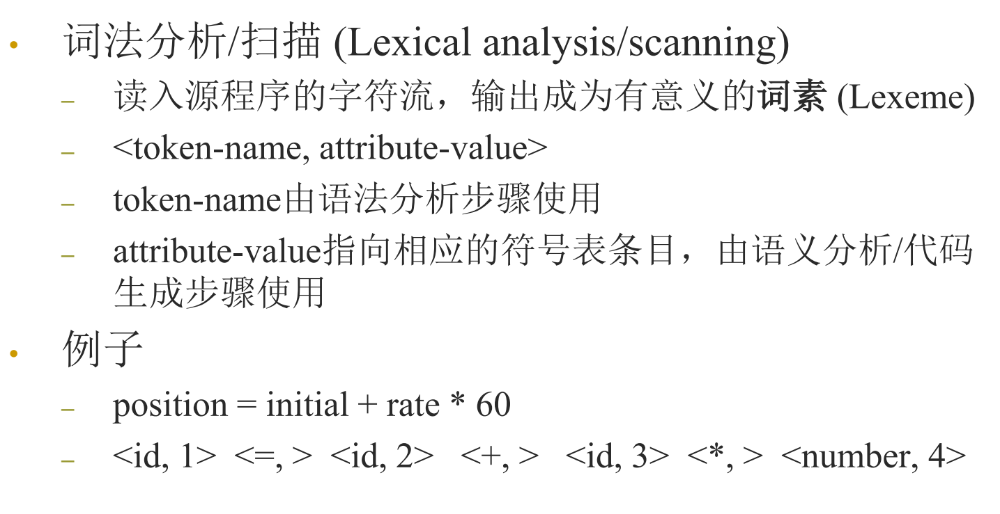 • 词法分析/扫描 (Lexical analysis/scanning)
– 读入源程序的字符流，输出成为有意义的词素 (Lexeme)
– <token-name, attribute-value>
– token-name由语法分析步骤使用
– attribute-value指向相应的符号表条目，由语义分析/代码
生成步骤使用
• 例子
– position = initial + rate * 60
– <id, 1> <=, > <id, 2> <+, > <id, 3> <*, > <number, 4>